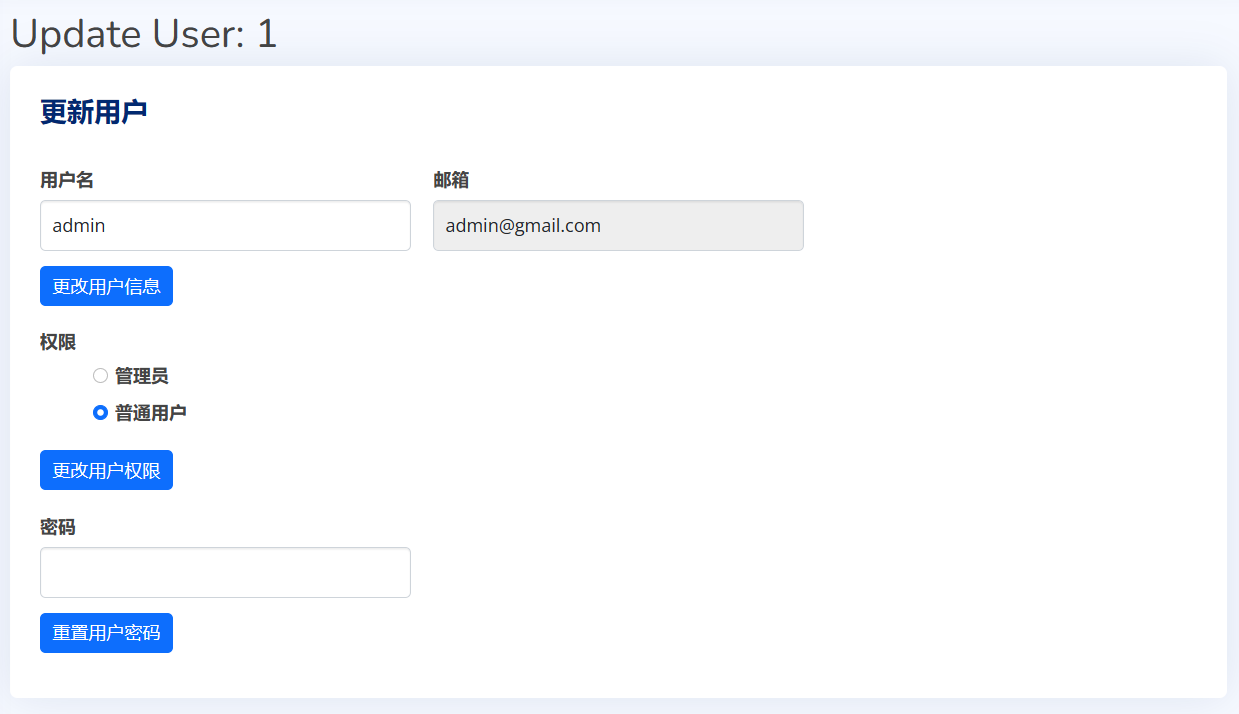 Update User: 1
更新用户
用户名 邮箱
admin admin@gmail.com
更改用户信息
权限
管理员
普通用户
更改用户权限
密码
重置用户密码